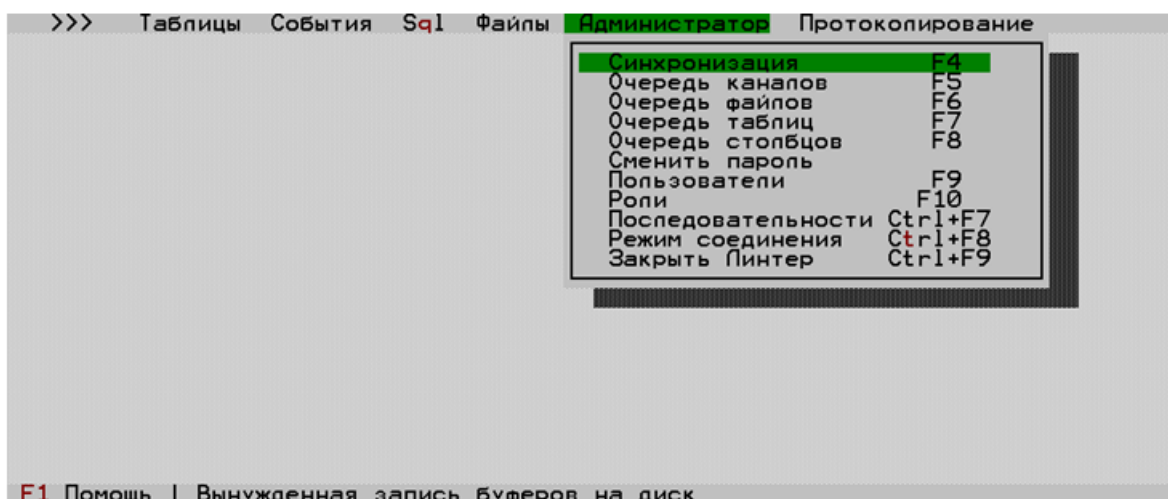 >>> Таблицы События Sql Файлы Администратор Протоколирование
Синхронизация F4
Очередь каналов F5
Очередь файлов F6
Очередь таблиц F7
Очередь столбцов F8
Сменить пароль
Пользователи F9
Роли F10
Последовательности Ctrl+F7
Режим соединения Ctrl+F8
Закрыть Линтер Ctrl+F9
F1 Помощь | Вынужденная запись буферов на диск